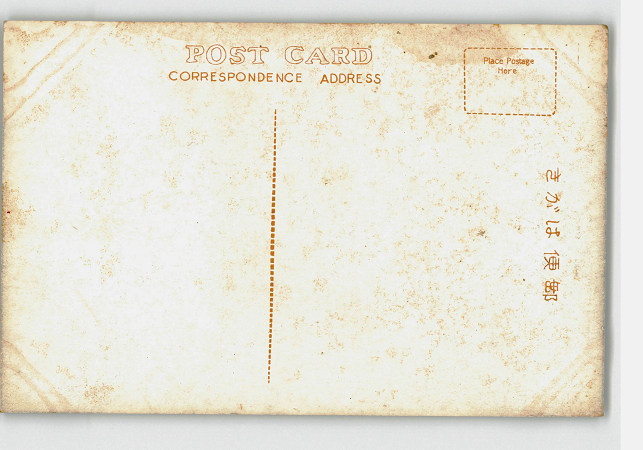 POST CARD
CORRESPONDENCE ADDRESS
Place Postage
Here
きがは便郵